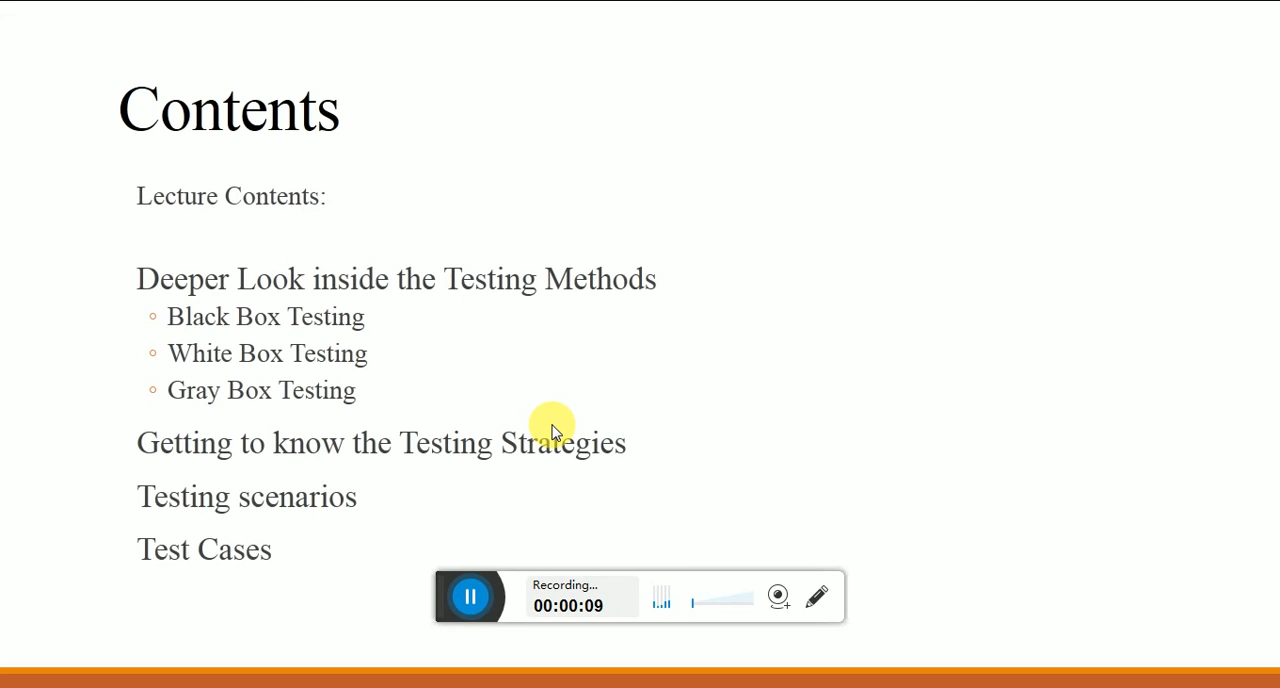 Contents
Lecture Contents:
Deeper Look inside the Testing Methods
Black Box Testing
White Box Testing
Gray Box Testing
Getting to know the Testing Strategies
Testing scenarios
Test Cases
Recording...
00:00:09